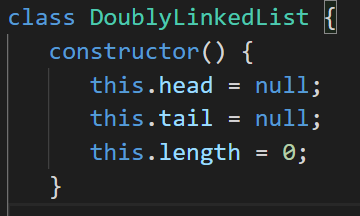 class DoublyLinkedList {
    constructor() {
        this.head = null;
        this.tail = null;
        this.length = 0;
    }